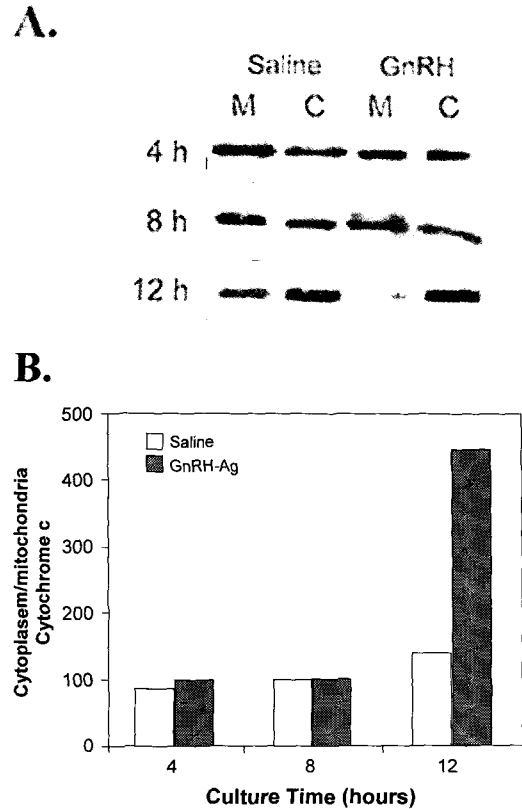 A.
Saline GnRH
M C M C
4 h
8 h
12 h
B.
500
400
300
200
100
0
Saline
GnRH-Ag
Cytoplasem/mitochondria
Cytochrome c
4 8 12
Culture Time (hours)